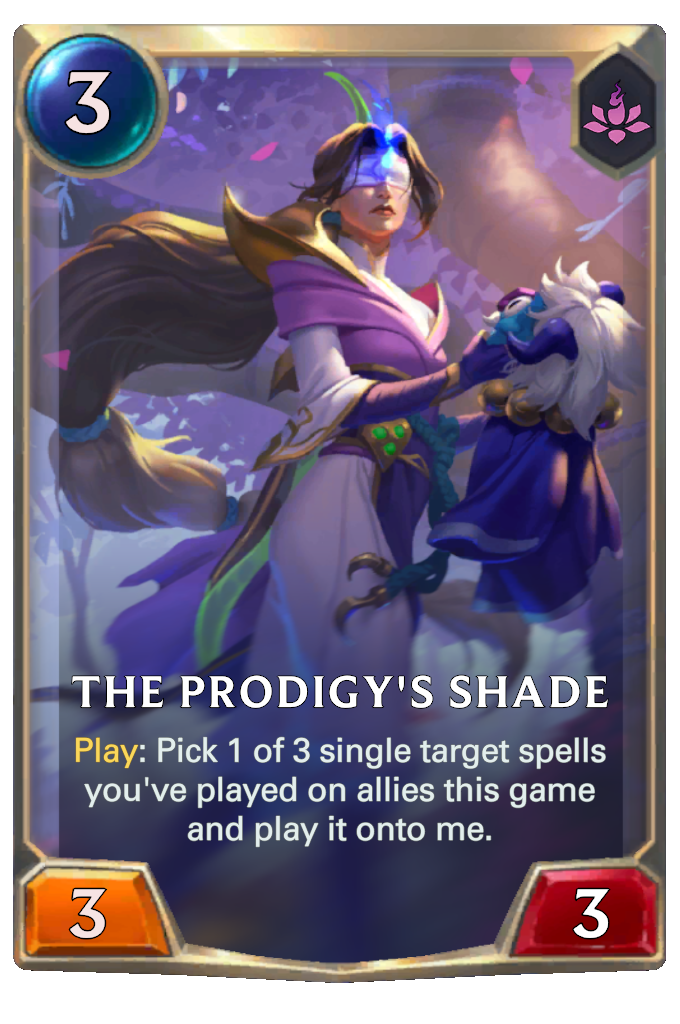 3
THE PRODIGY'S SHADE
Play: Pick 1 of 3 single target spells
you've played on allies this game
and play it onto me.
3
3